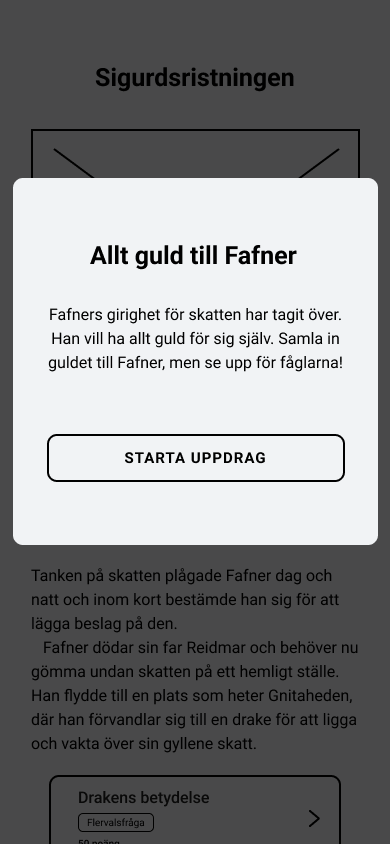 Sigurdsristningen
Allt guld till Fafner
Fafners girighet för skatten har tagit över.
Han vill ha allt guld för sig själv. Samla in
guldet till Fafner, men se upp för fåglarna!
STARTA UPPDRAG
Tanken på skatten plågade Fafner dag och
natt och inom kort bestämde han sig för att
lägga beslag på den.
Fafner dödar sin far Reidmar och behöver nu
gömma undan skatten på ett hemligt ställe.
Han flydde till en plats som heter Gnitaheden,
där han förvandlar sig till en drake för att ligga
och vakta över sin gyllene skatt.
Drakens betydelse
Flervalsfråga
50 poäng